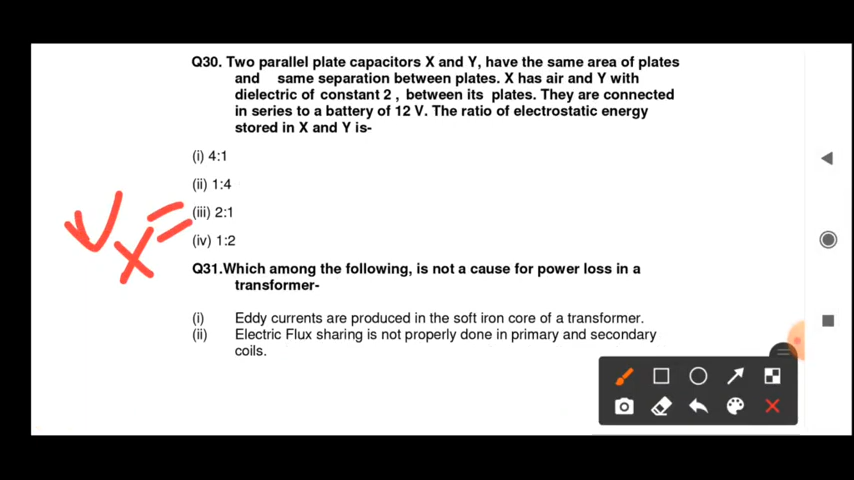 Q30. Two parallel plate capacitors X and Y, have the same area of plates
and same separation between plates. X has air and Y with
dielectric of constant 2 , between its plates. They are connected
in series to a battery of 12 V. The ratio of electrostatic energy
stored in X and Y is-
(i) 4:1
(ii) 1:4
(iii) 2:1
(iv) 1:2
Vx =
Q31.Which among the following, is not a cause for power loss in a
transformer-
(i) Eddy currents are produced in the soft iron core of a transformer.
(ii) Electric Flux sharing is not properly done in primary and secondary
coils.